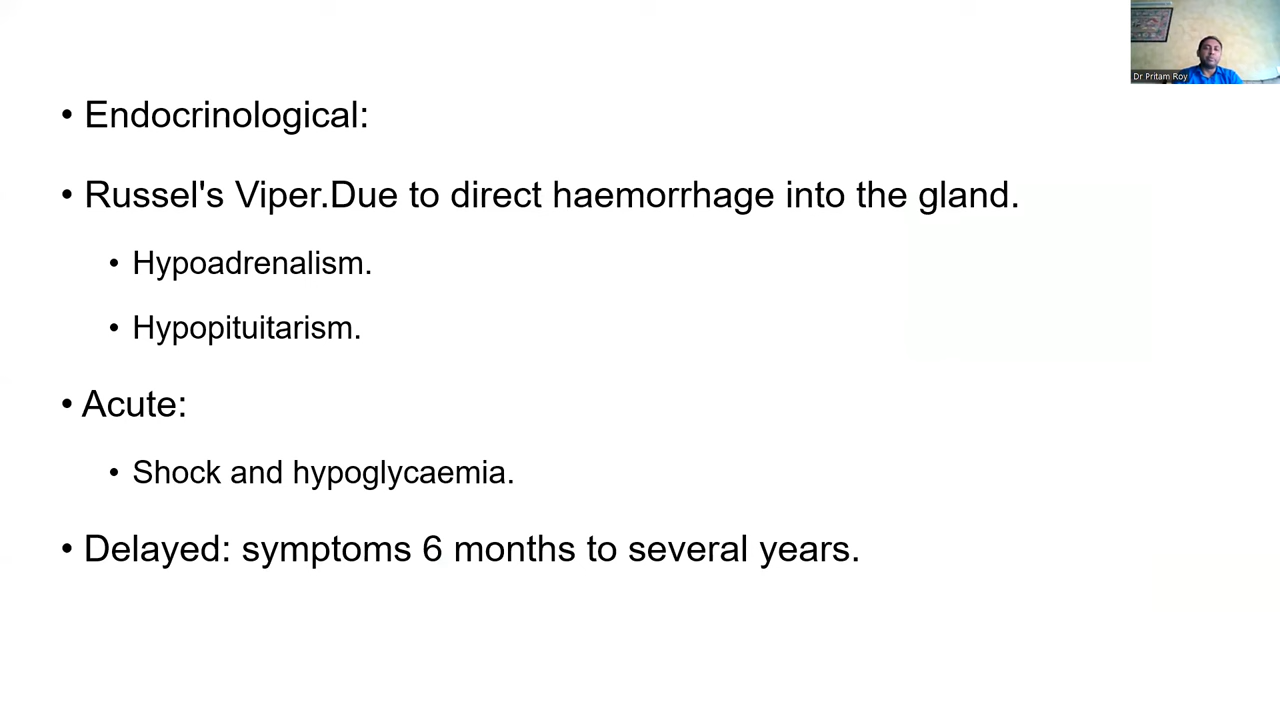 Dr Pritam Roy
• Endocrinological:
• Russel's Viper.Due to direct haemorrhage into the gland.
• Hypoadrenalism.
• Hypopituitarism.
• Acute:
• Shock and hypoglycaemia.
• Delayed: symptoms 6 months to several years.